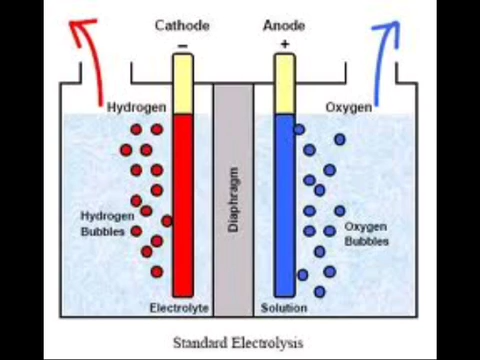 Cathode
Anode
–
+
Hydrogen
Oxygen
Diaphragm
Hydrogen
Bubbles
Oxygen
Bubbles
Electrolyte
Solution
Standard Electrolysis